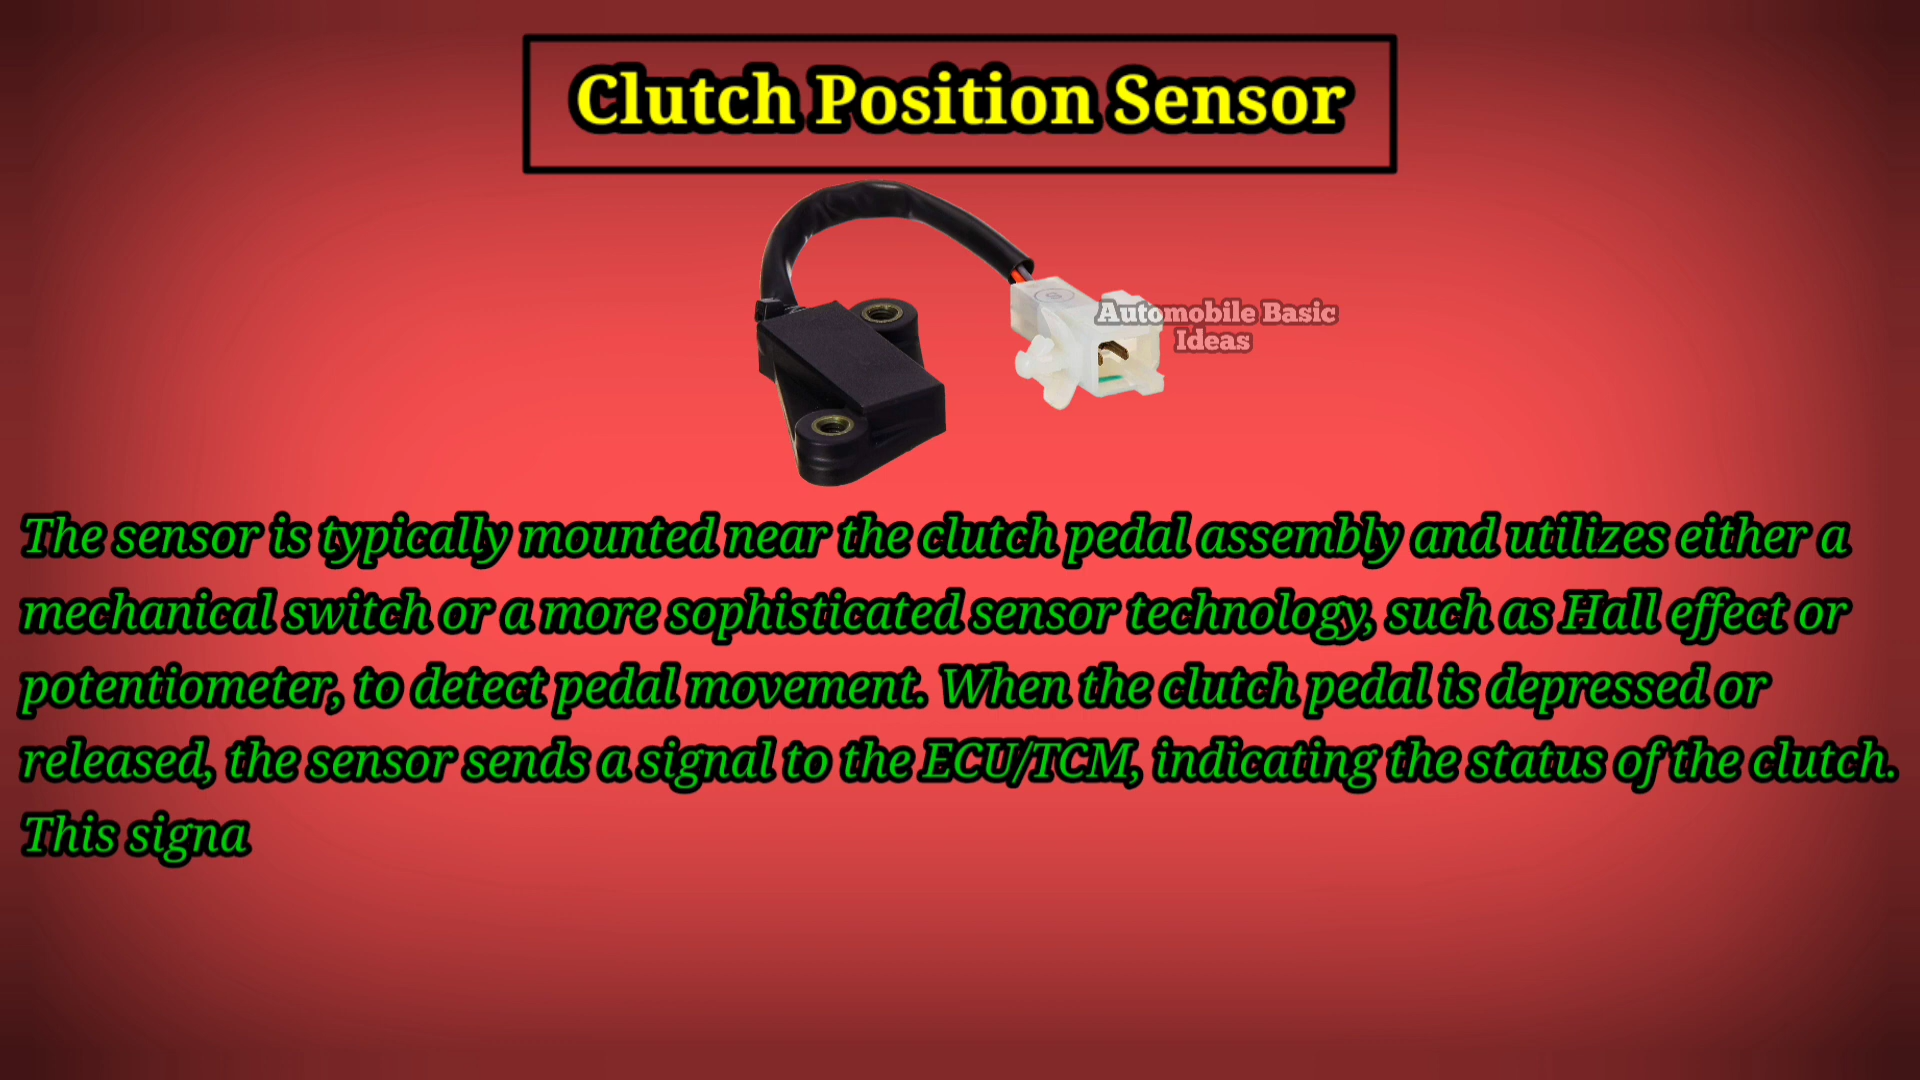 Clutch Position Sensor
Automobile Basic
Ideas
The sensor is typically mounted near the clutch pedal assembly and utilizes either a
mechanical switch or a more sophisticated sensor technology, such as Hall effect or
potentiometer, to detect pedal movement. When the clutch pedal is depressed or
released, the sensor sends a signal to the ECU/TCM, indicating the status of the clutch.
This signa